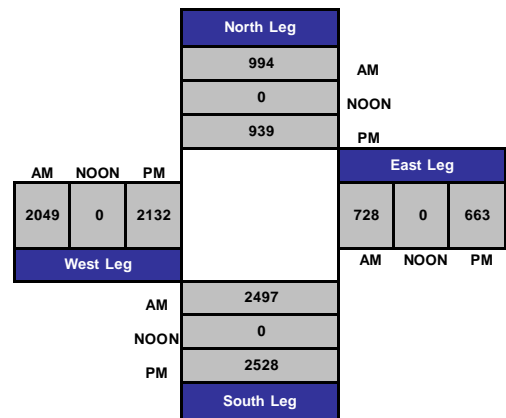 North Leg
994
AM
0
NOON
939
PM
AM NOON PM
East Leg
2049 0 2132
728 0 663
West Leg
AM NOON PM
AM
2497
NOON
0
PM
2528
South Leg